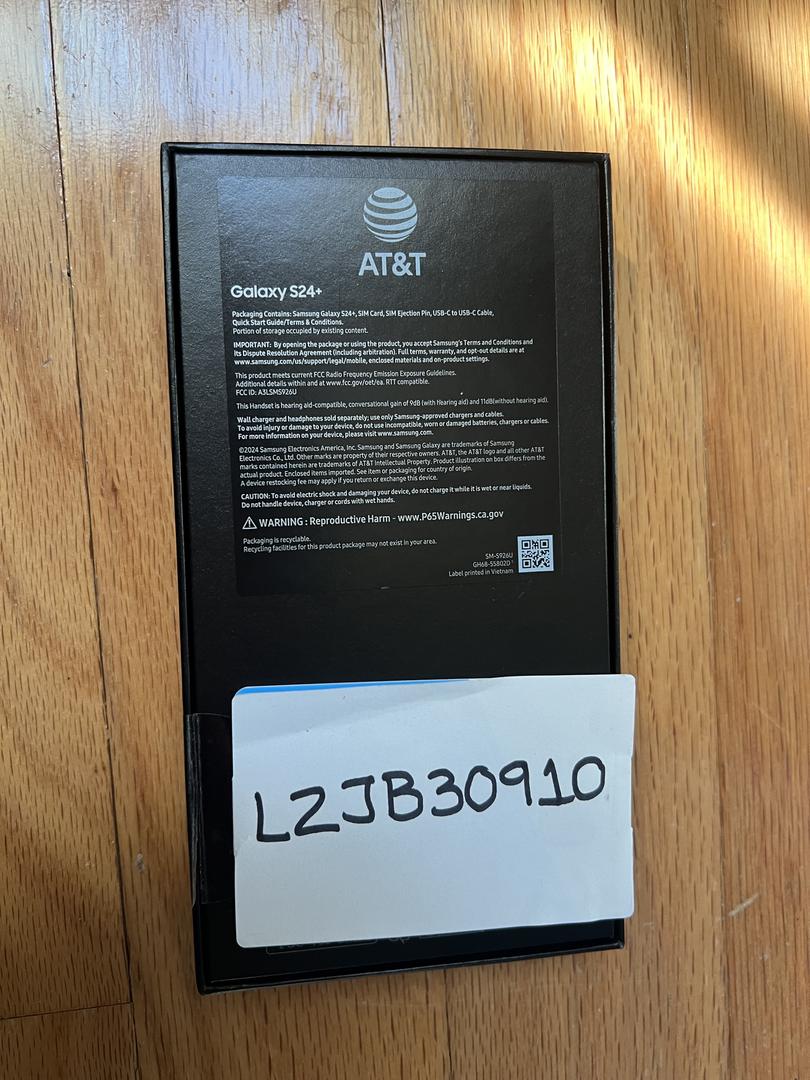 AT&T
Galaxy S24+
Packaging Contains: Samsung Galaxy S24+, SIM Card, SIM Ejection Pin, USB-C to USB-C Cable,
Quick Start Guide/Terms & Conditions.
Portion of storage occupied by existing content.
IMPORTANT: By opening the package or using the product, you accept Samsung's Terms and Conditions and
its Dispute Resolution Agreement (including arbitration). Full terms, warranty, and opt-out details are at
www.samsung.com/us/support/legal/mobile, enclosed materials and on-product settings.
This product meets current FCC Radio Frequency Emission Exposure Guidelines.
Additional details within and at www.fcc.gov/oet/ea. RTT compatible.
FCC ID: A3LSMS926U
This Handset is hearing aid-compatible, conversational gain of 9dB (with Hearing aid) and 11dB(without hearing aid).
Wall charger and headphones sold separately; use only Samsung-approved chargers and cables.
To avoid injury or damage to your device, do not use incompatible, worn or damaged batteries, chargers or cables.
For more information on your device, please visit www.samsung.com.
©2024 Samsung Electronics America, Inc. Samsung and Samsung Galaxy are trademarks of Samsung
Electronics Co., Ltd. Other marks are property of their respective owners. AT&T, the AT&T logo and all other AT&T
marks contained herein are trademarks of AT&T Intellectual Property. Product illustration on box differs from the
actual product. Enclosed items imported. See item or packaging for country of origin.
A device restocking fee may apply if you return or exchange this device.
CAUTION: To avoid electric shock and damaging your device, do not charge it while it is wet or near liquids.
Do not handle device, charger or cords with wet hands.
WARNING : Reproductive Harm - www.P65Warnings.ca.gov
Packaging is recyclable.
Recycling facilities for this product package may not exist in your area.
SM-S926U
GH68-55802D
Label printed in Vietnam
LZJB30910